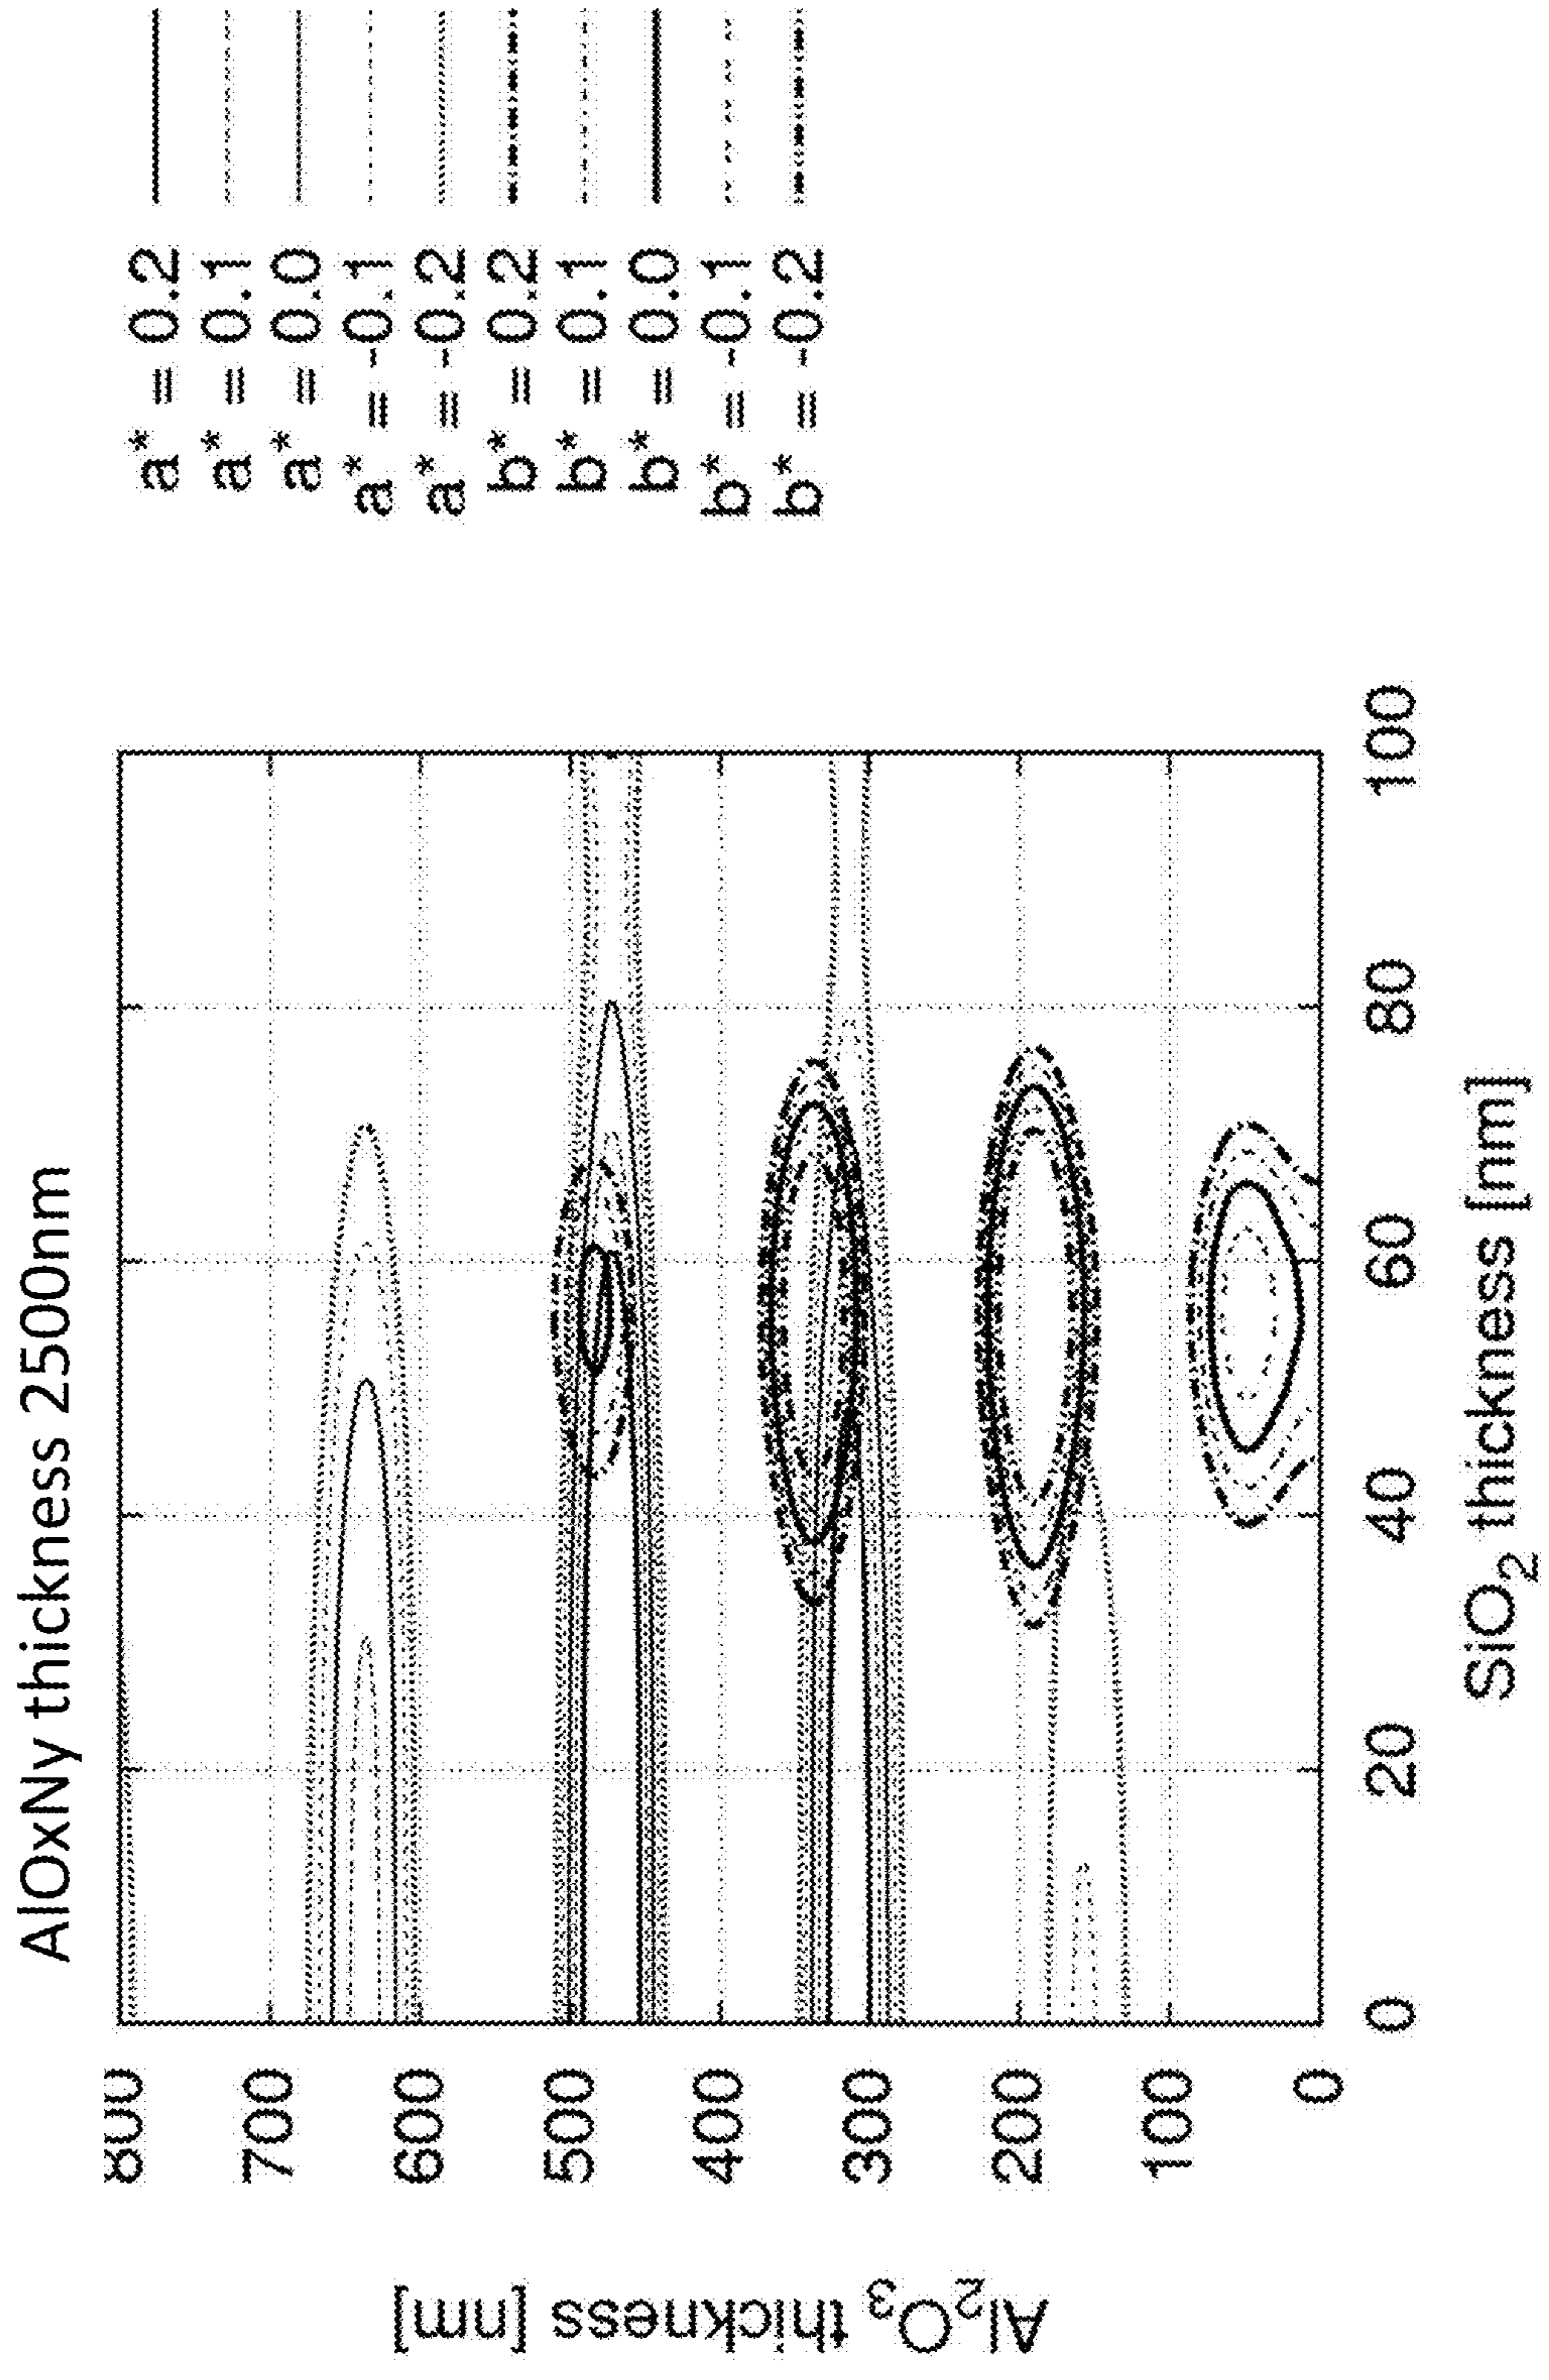 AlOxNy thickness 2500nm
Al2O3 thickness [nm]
800
700
600
500
400
300
200
100
0
0 20 40 60 80 100
SiO2 thickness [nm]
a* = 0.2
a* = 0.1
a* = 0.0
a* = -0.1
a* = -0.2
b* = 0.2
b* = 0.1
b* = 0.0
b* = -0.1
b* = -0.2